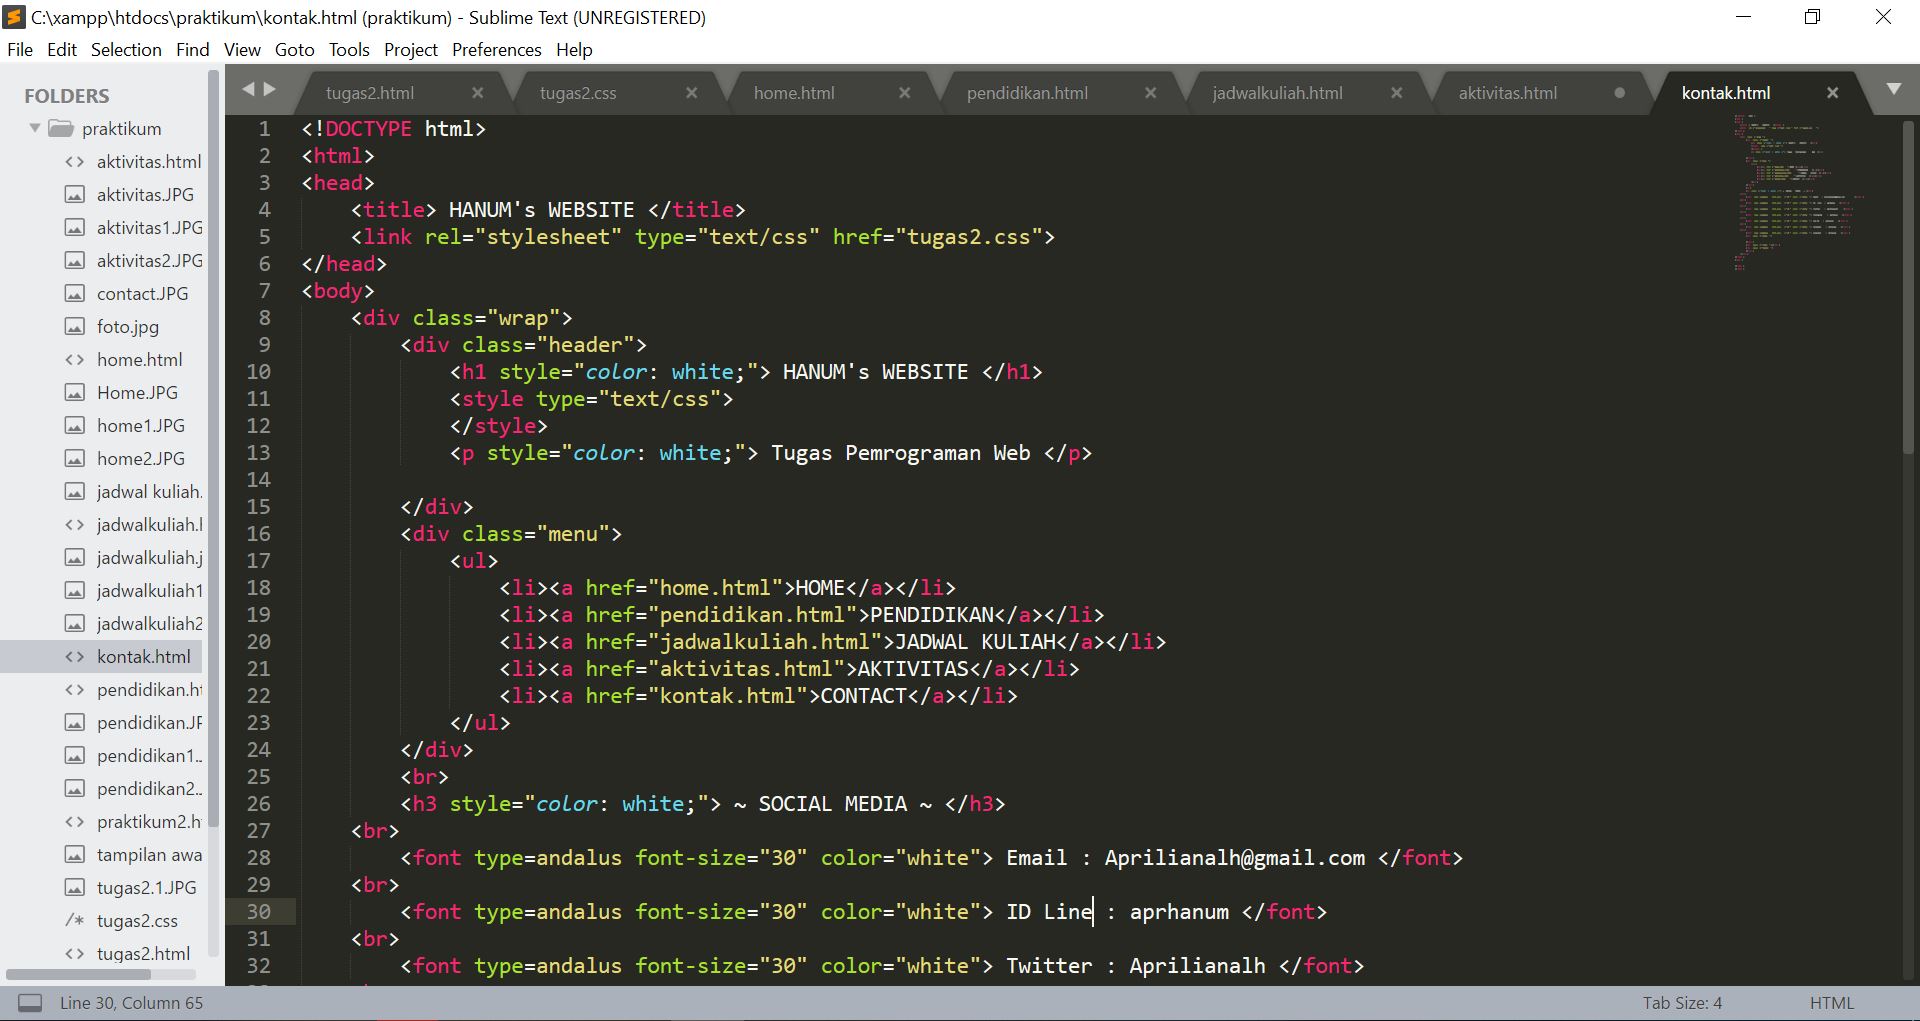 C:\xampp\htdocs\praktikum\kontak.html (praktikum) - Sublime Text (UNREGISTERED)
File Edit Selection Find View Goto Tools Project Preferences Help
FOLDERS
praktikum
aktivitas.html
aktivitas.JPG
aktivitas1.JPG
aktivitas2.JPG
contact.JPG
foto.jpg
home.html
Home.JPG
home1.JPG
home2.JPG
jadwal kuliah.
jadwalkuliah.h
jadwalkuliah.j
jadwalkuliah1
jadwalkuliah2
kontak.html
pendidikan.ht
pendidikan.JP
pendidikan1.
pendidikan2.
praktikum2.h
tampilan awa
tugas2.1.JPG
/* tugas2.css
tugas2.html
tugas2.html tugas2.css home.html pendidikan.html jadwalkuliah.html aktivitas.html kontak.html
1 <!DOCTYPE html>
2 <html>
3 <head>
4 <title> HANUM's WEBSITE </title>
5 <link rel="stylesheet" type="text/css" href="tugas2.css">
6 </head>
7 <body>
8 <div class="wrap">
9 <div class="header">
10 <h1 style="color: white;"> HANUM's WEBSITE </h1>
11 <style type="text/css">
12 </style>
13 <p style="color: white;"> Tugas Pemrograman Web </p>
14
15 </div>
16 <div class="menu">
17 <ul>
18 <li><a href="home.html">HOME</a></li>
19 <li><a href="pendidikan.html">PENDIDIKAN</a></li>
20 <li><a href="jadwalkuliah.html">JADWAL KULIAH</a></li>
21 <li><a href="aktivitas.html">AKTIVITAS</a></li>
22 <li><a href="kontak.html">CONTACT</a></li>
23 </ul>
24 </div>
25 <br>
26 <h3 style="color: white;"> ~ SOCIAL MEDIA ~ </h3>
27 <br>
28 <font type=andalus font-size="30" color="white"> Email : Aprilianalh@gmail.com </font>
29 <br>
30 <font type=andalus font-size="30" color="white"> ID Line : aprhanum </font>
31 <br>
32 <font type=andalus font-size="30" color="white"> Twitter : Aprilianalh </font>
Line 30, Column 65
Tab Size: 4
HTML